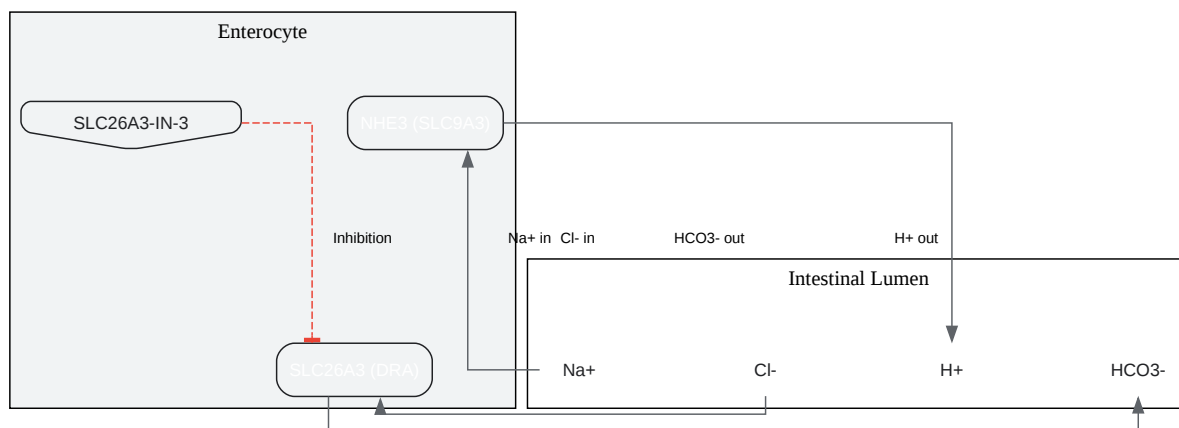 Enterocyte
SLC26A3-IN-3
NHE3 (SLC9A3)
Inhibition
Na+ in
Cl- in
HCO3- out
H+ out
Intestinal Lumen
SLC26A3 (DRA)
Na+
Cl-
H+
HCO3-